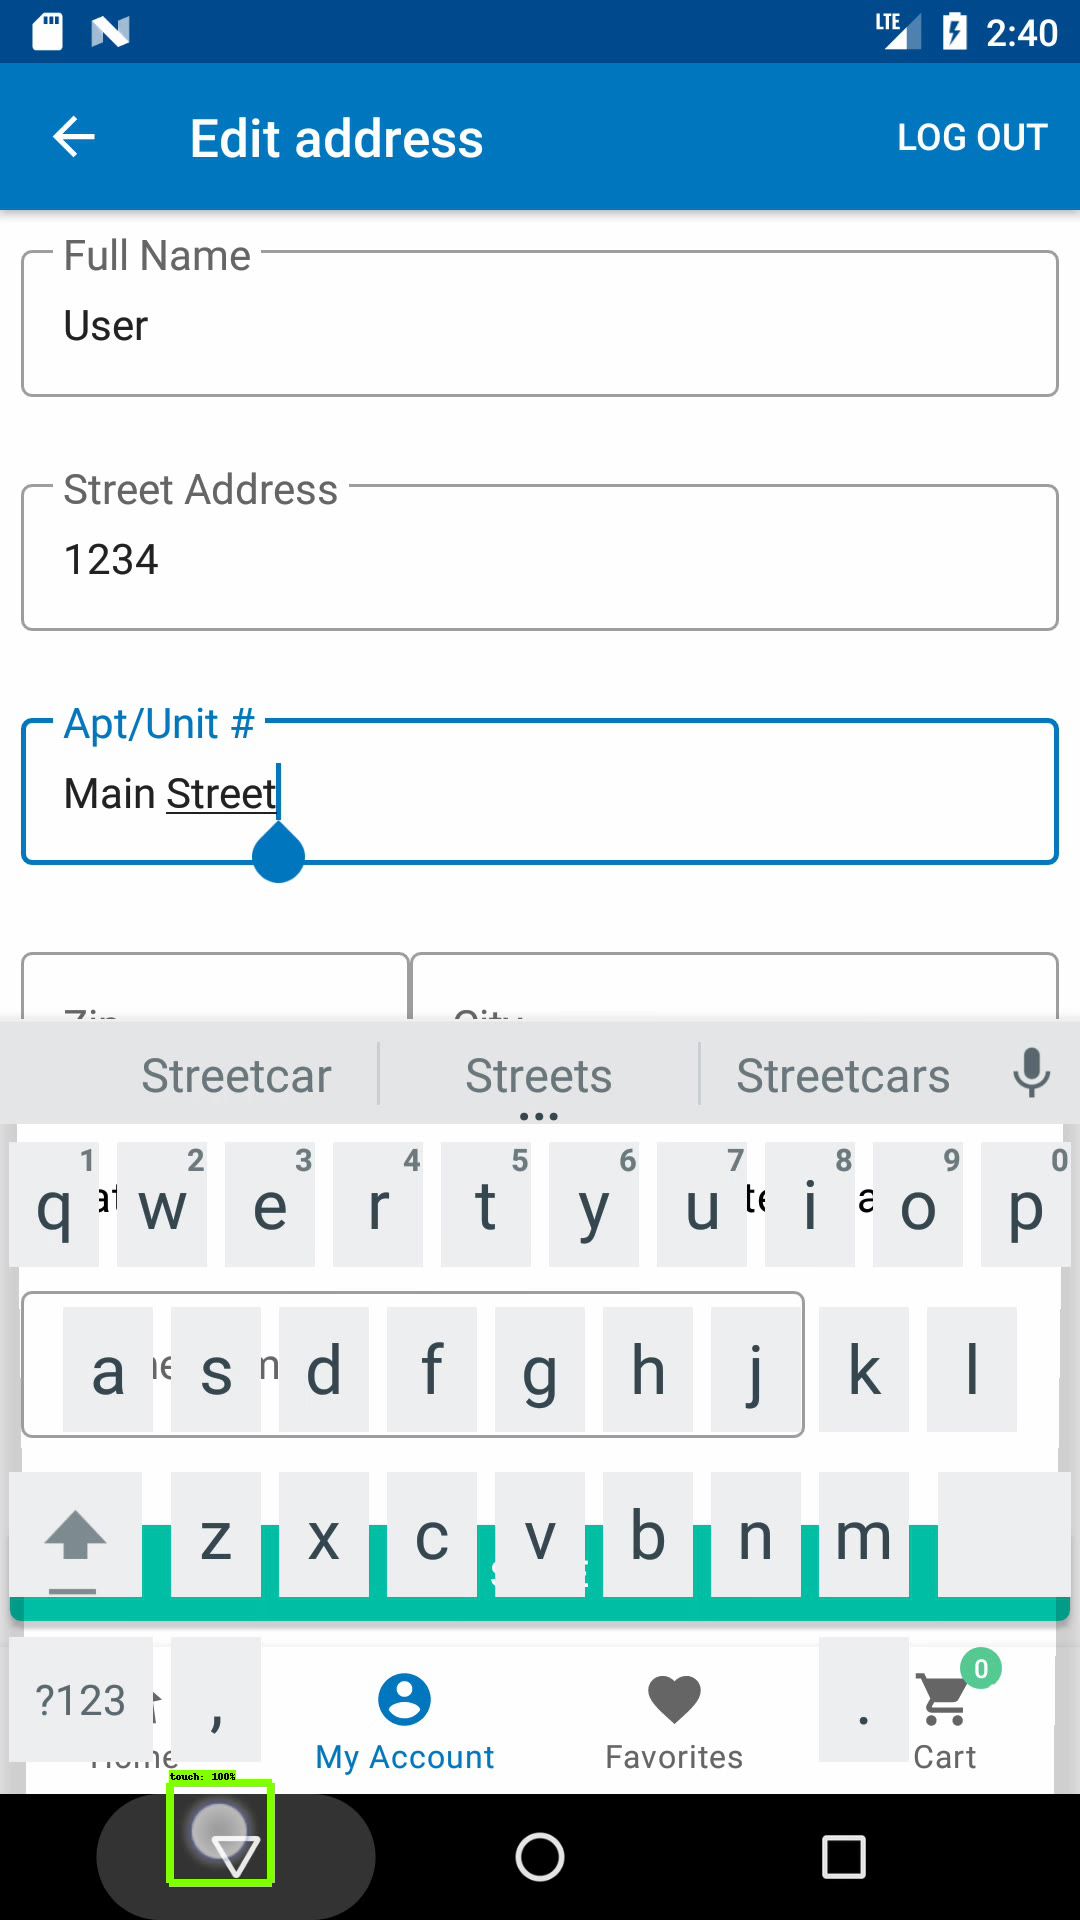 LTE 2:40
Edit address LOG OUT
Full Name
User
Street Address
1234
Apt/Unit #
Main Street
Zip City
Streetcar Streets Streetcars
1 2 3 4 5 6 7 8 9 0
q w e r t y u i o p
a s d f g h j k l
z x c v b n m
?123 , . 0
Home My Account Favorites Cart
touch: 100%